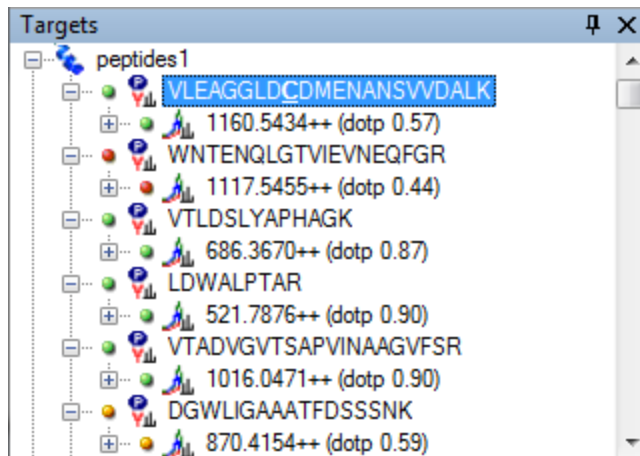 Targets
peptides1
VLEAGGLDCDMENANSVVDALK
1160.5434++ (dotp 0.57)
WNTENQLGTVIEVNEQFGR
1117.5455++ (dotp 0.44)
VTLDSLYAPHAGK
686.3670++ (dotp 0.87)
LDWALPTAR
521.7876++ (dotp 0.90)
VTADVGVTSAPVINAAGVFSR
1016.0471++ (dotp 0.90)
DGWLIGAAATFDSSSNK
870.4154++ (dotp 0.59)